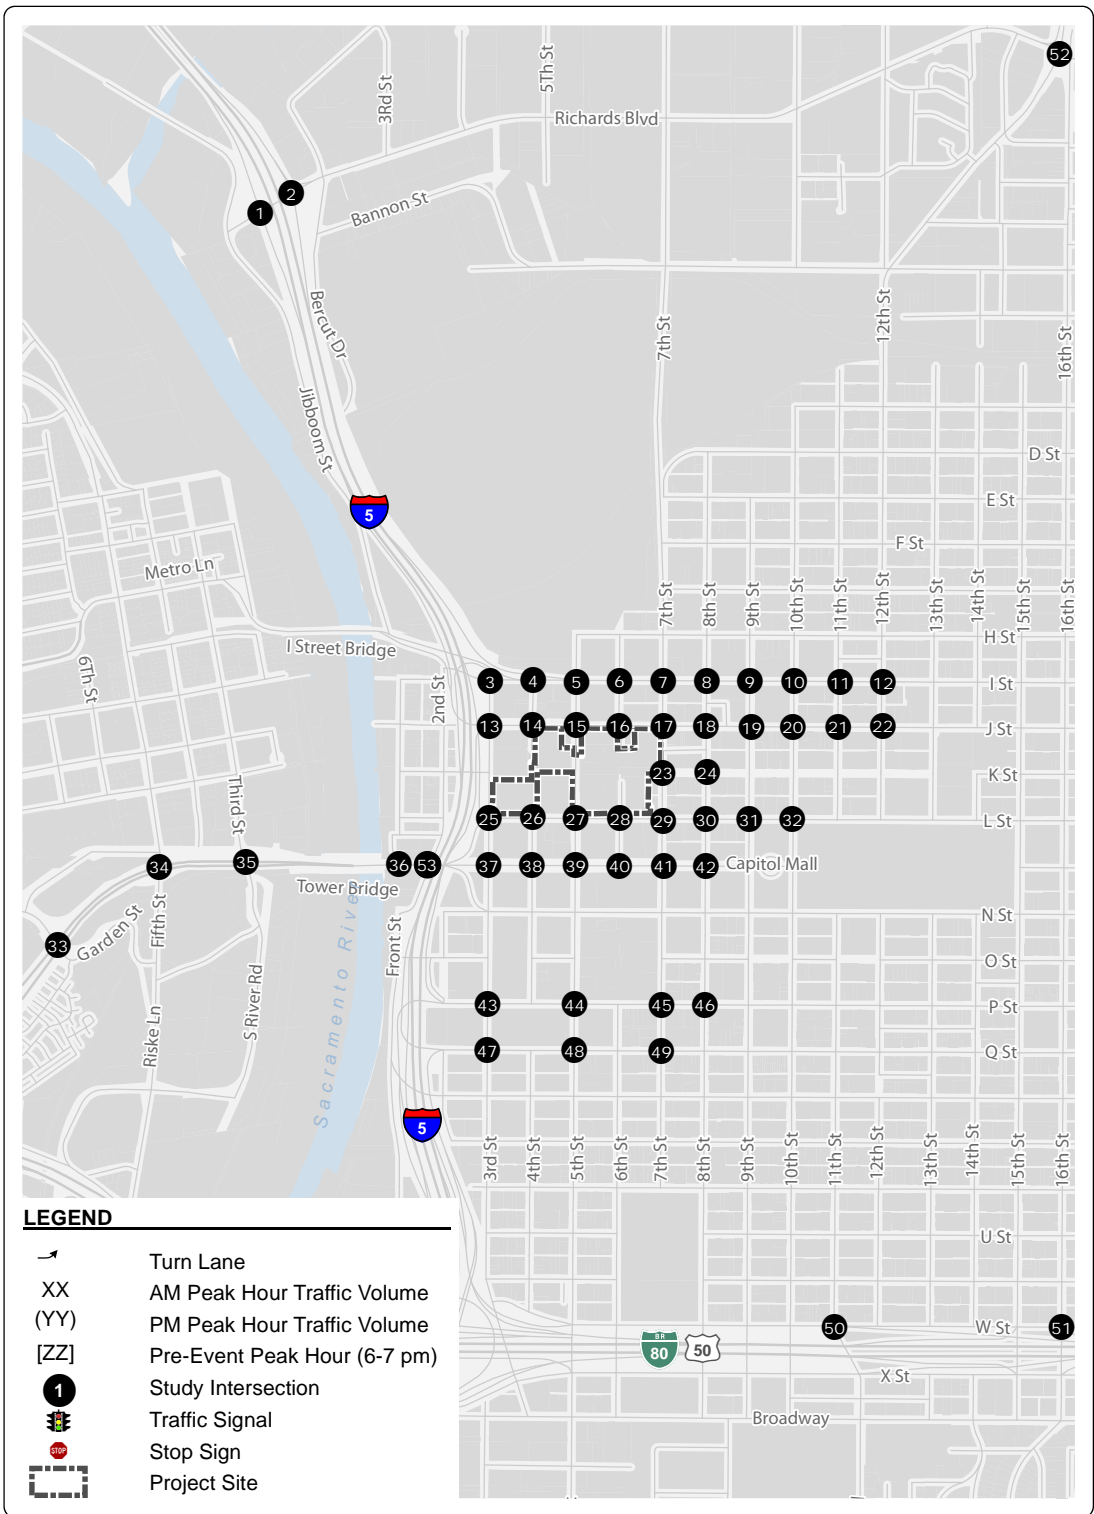 52
5Th St
3Rd St
Richards Blvd
2
1
Bannon St
12th St
Bercut Dr
7th St
16th St
Jibboom St
D St
E St
5
F St
Metro Ln
7th St
8th St
9th St
10th St
11th St
12th St
13th St
14th St
15th St
16th St
H St
I Street Bridge
6Th St
2nd St
3 4 5 6 7 8 9 10 11 12 I St
13 14 15 16 17 18 19 20 21 22 J St
23 24 K St
Third St
25 26 27 28 29 30 31 32 L St
34 35 36 53 37 38 39 40 41 42 Capitol Mall
Tower Bridge
Garden St
Fifth St
N St
33
Front St
O St
Sacramento River
S River Rd
Riske Ln
43 44 45 46 P St
47 48 49 Q St
5
3rd St
4th St
5th St
6th St
7th St
8th St
9th St
10th St
11th St
12th St
13th St
14th St
15th St
16th St
U St
50 W St 51
BR
80
50
X St
Broadway
LEGEND
Turn Lane
XX AM Peak Hour Traffic Volume
(YY) PM Peak Hour Traffic Volume
[ZZ] Pre-Event Peak Hour (6-7 pm)
1 Study Intersection
Traffic Signal
STOP Stop Sign
Project Site